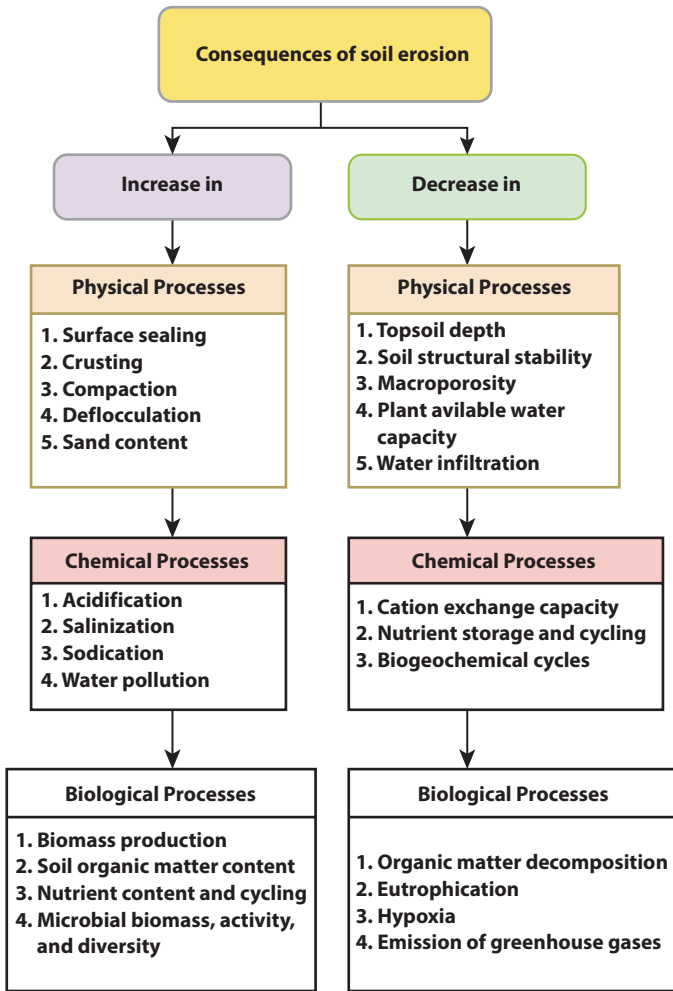 Consequences of soil erosion
Increase in
Physical Processes
1. Surface sealing
2. Crusting
3. Compaction
4. Deflocculation
5. Sand content
Chemical Processes
1. Acidification
2. Salinization
3. Sodication
4. Water pollution
Biological Processes
1. Biomass production
2. Soil organic matter content
3. Nutrient content and cycling
4. Microbial biomass, activity,
and diversity
Decrease in
Physical Processes
1. Topsoil depth
2. Soil structural stability
3. Macroporosity
4. Plant avilable water
capacity
5. Water infiltration
Chemical Processes
1. Cation exchange capacity
2. Nutrient storage and cycling
3. Biogeochemical cycles
Biological Processes
1. Organic matter decomposition
2. Eutrophication
3. Hypoxia
4. Emission of greenhouse gases